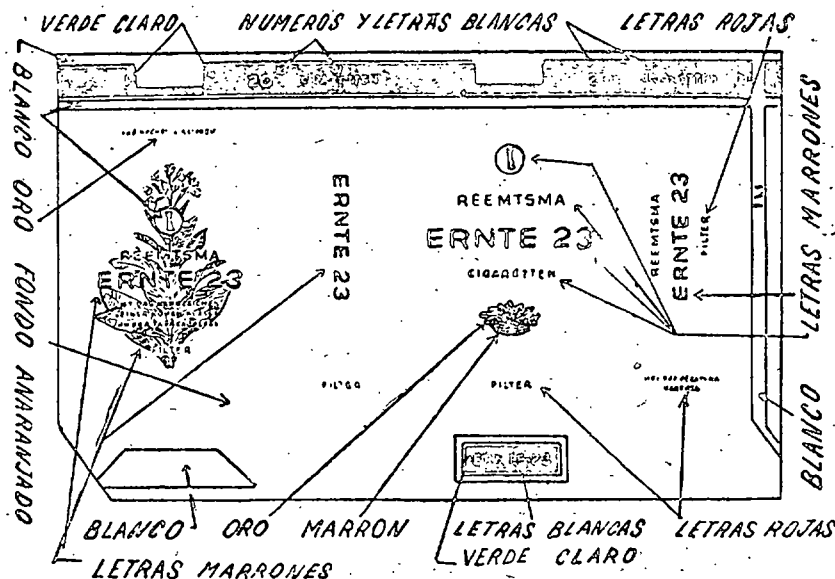 VERDE CLARO NUMEROS Y LETRAS BLANCAS LETRAS ROJAS
BLANCO ORO FONDO ANARANJADO
REEMTSMA
ERNTE 23
FILTER
ERNTE 23
FILTER
REEMTSMA
ERNTE 23
CIGARETTEN
FILTER
REEMTSMA
ERNTE 23
FILTER
LETRAS MARRONES
BLANCO
BLANCO ORO MARRON LETRAS BLANCAS LETRAS ROJAS
VERDE CLARO
LETRAS MARRONES